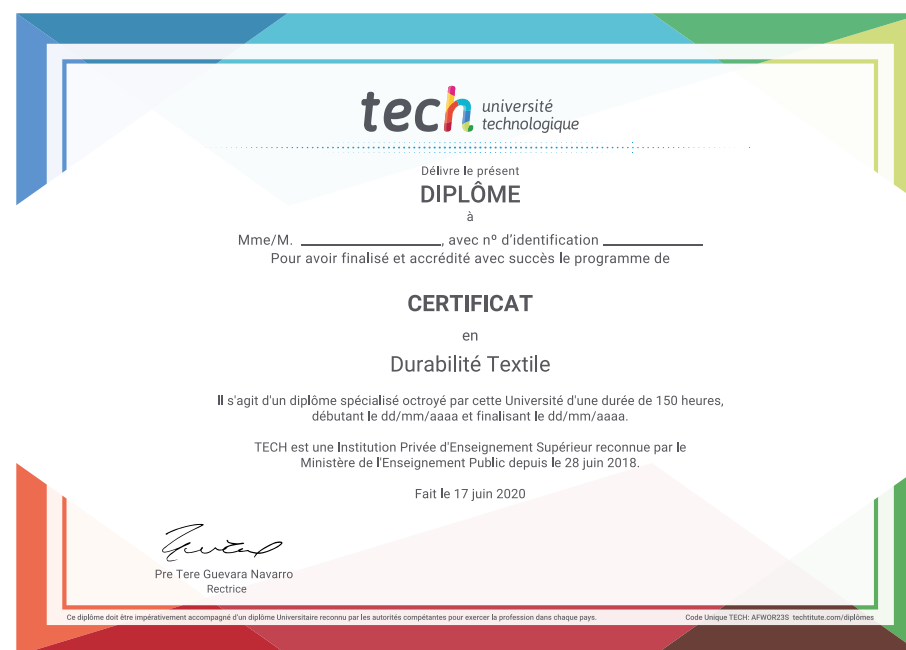 tech université
technologique
Délivre le présent
DIPLÔME
à
Mme/M. ____________________, avec nº d'identification ______________
Pour avoir finalisé et accrédité avec succès le programme de
CERTIFICAT
en
Durabilité Textile
Il s'agit d'un diplôme spécialisé octroyé par cette Université d'une durée de 150 heures,
débutant le dd/mm/aaaa et finalisant le dd/mm/aaaa.
TECH est une Institution Privée d'Enseignement Supérieur reconnue par le
Ministère de l'Enseignement Public depuis le 28 juin 2018.
Fait le 17 juin 2020
Pre Tere Guevara Navarro
Rectrice
Ce diplôme doit être impérativement accompagné d'un diplôme Universitaire reconnu par les autorités compétentes pour exercer la profession dans chaque pays.
Code Unique TECH: AFWOR23S techtitute.com/diplômes